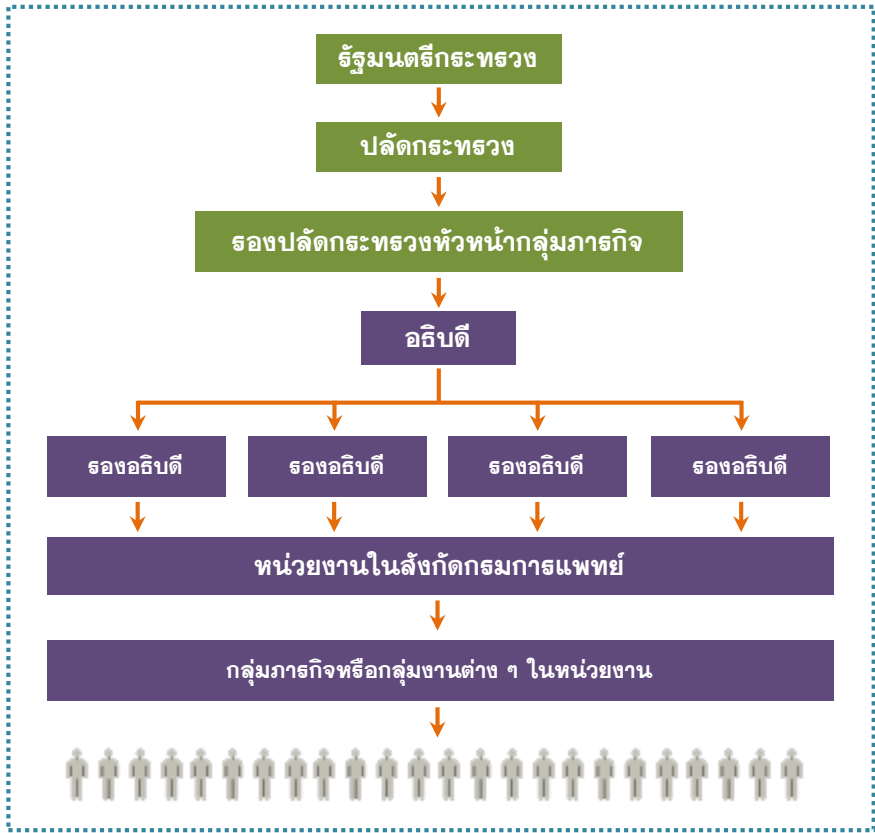 รัฐมนตรีกระทรวง
ปลัดกระทรวง
รองปลัดกระทรวงหัวหน้ากลุ่มภารกิจ
อธิบดี
รองอธิบดี
รองอธิบดี
รองอธิบดี
รองอธิบดี
หน่วยงานในสังกัดกรมการแพทย์
กลุ่มภารกิจหรือกลุ่มงานต่าง ๆ ในหน่วยงาน